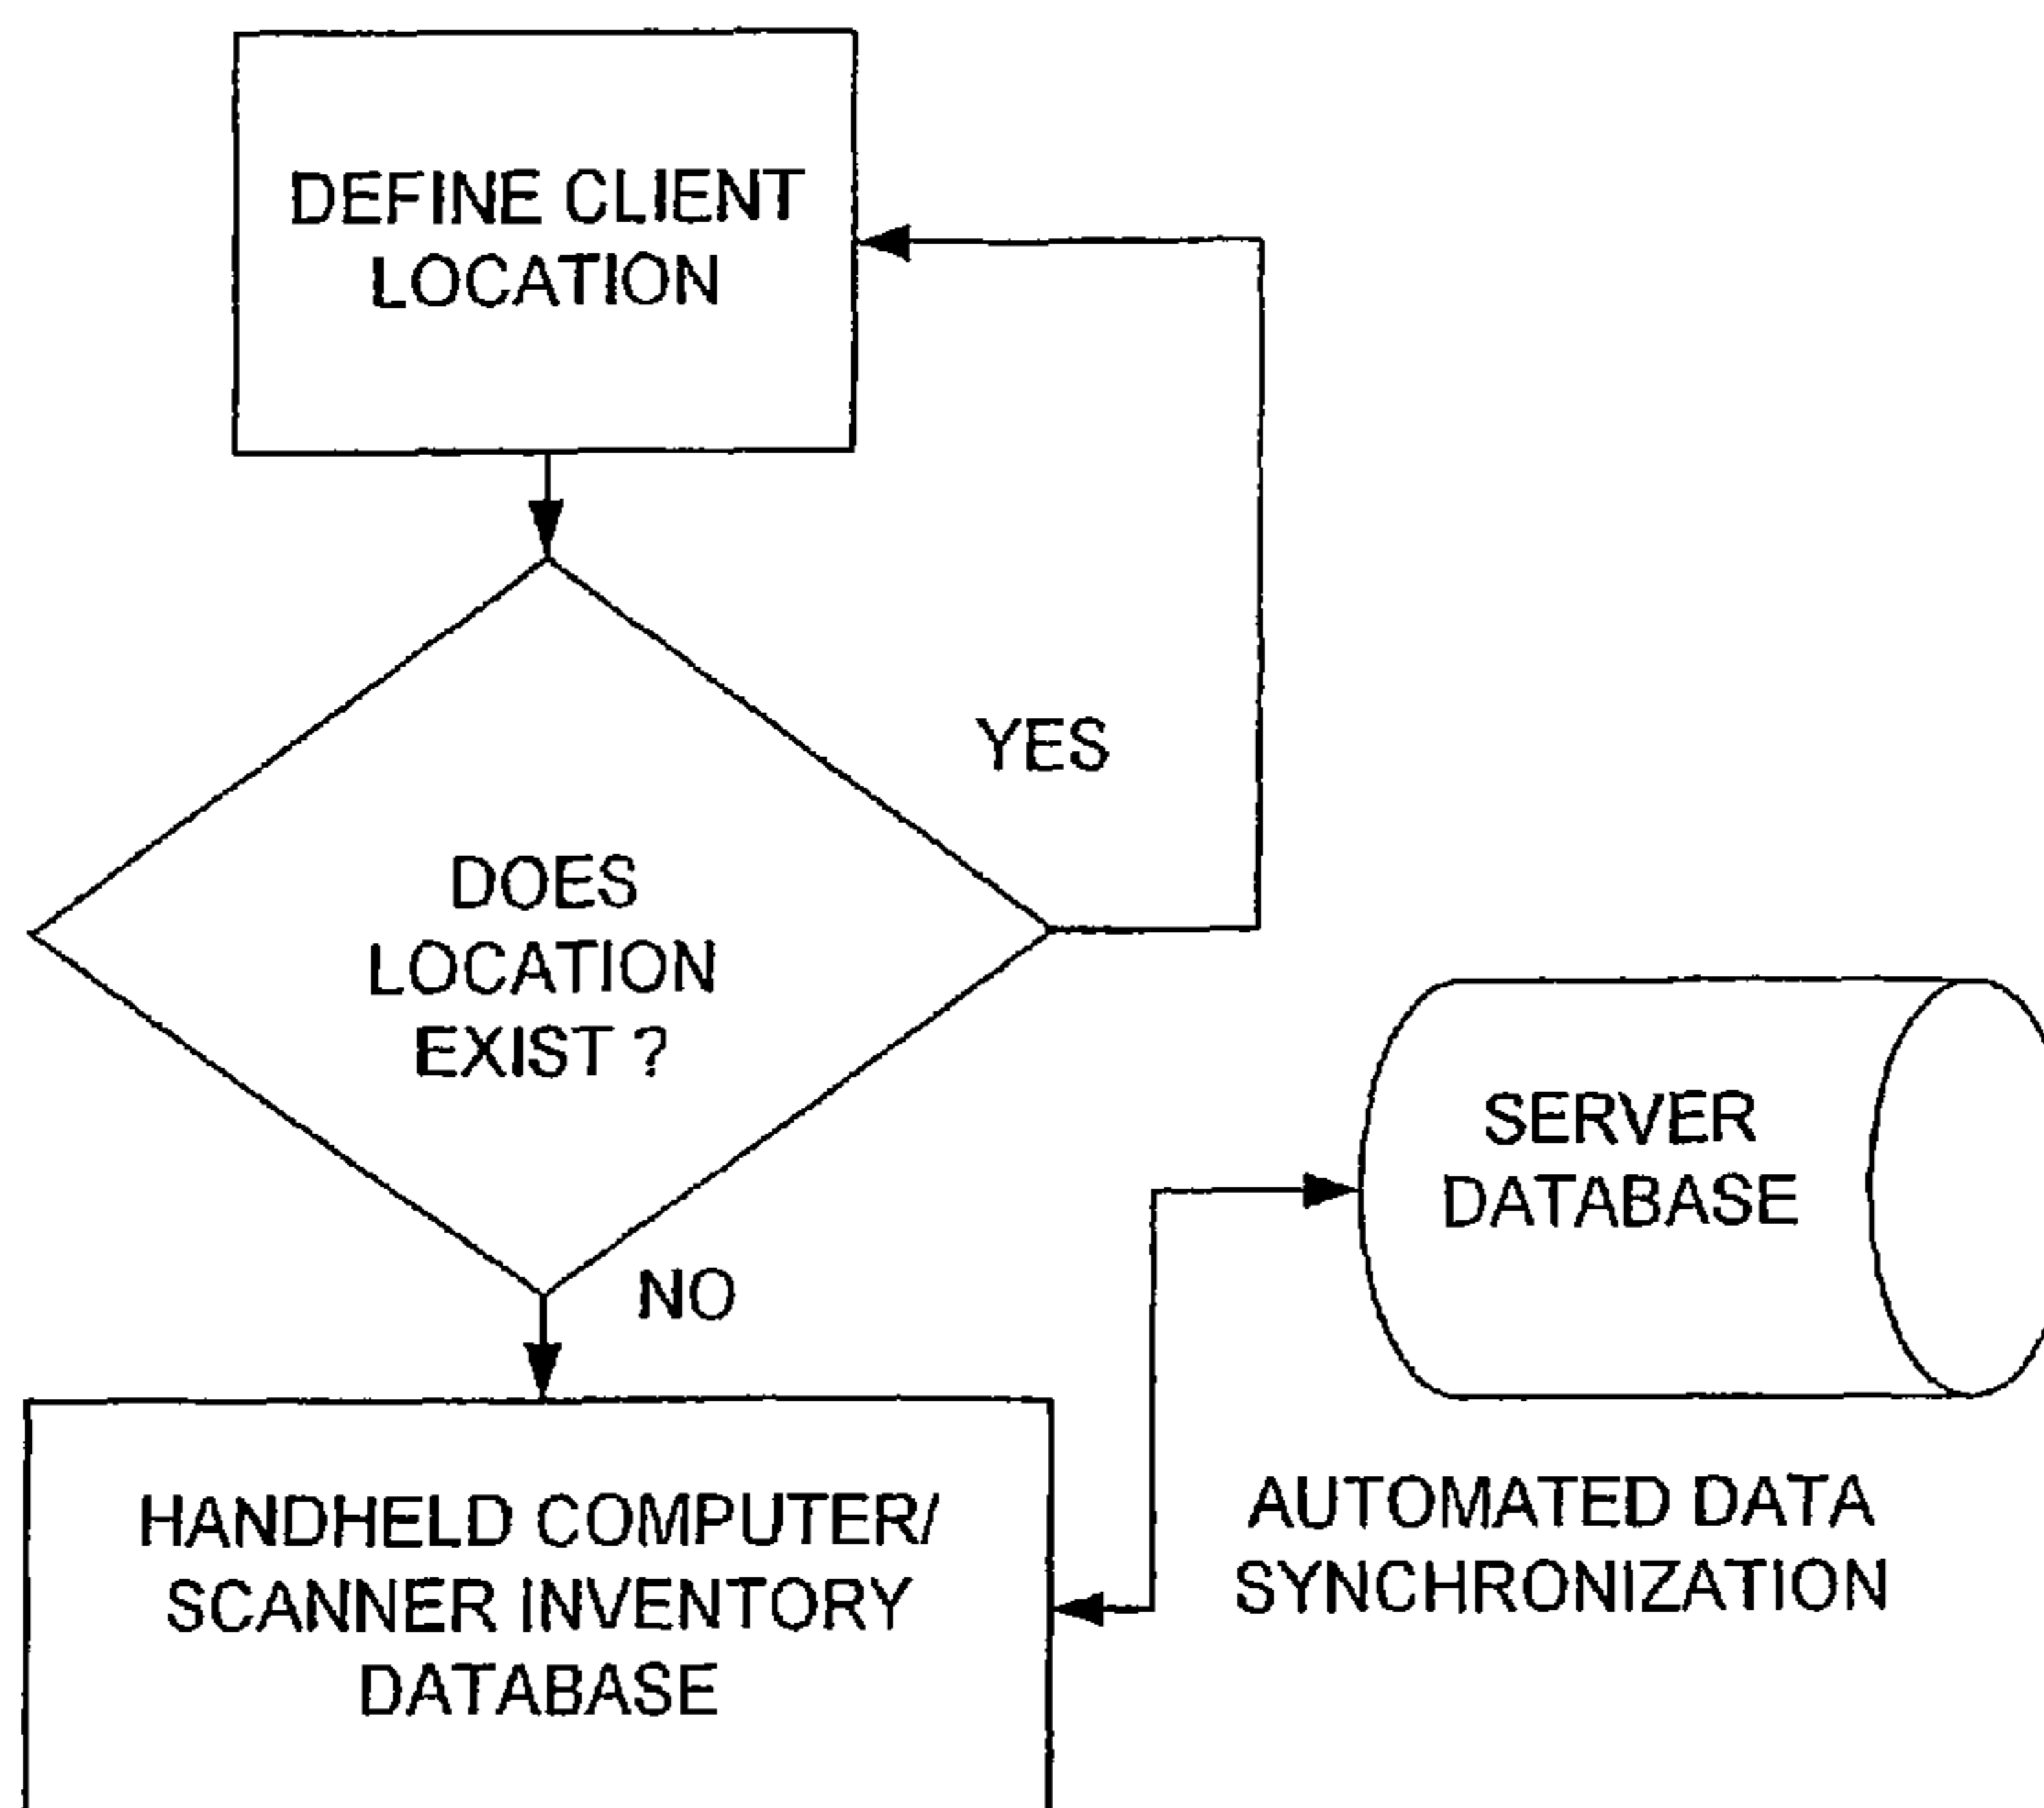 DEFINE CLIENT
LOCATION
YES
DOES
LOCATION
EXIST ?
NO
SERVER
DATABASE
HANDHELD COMPUTER/
SCANNER INVENTORY
DATABASE
AUTOMATED DATA
SYNCHRONIZATION